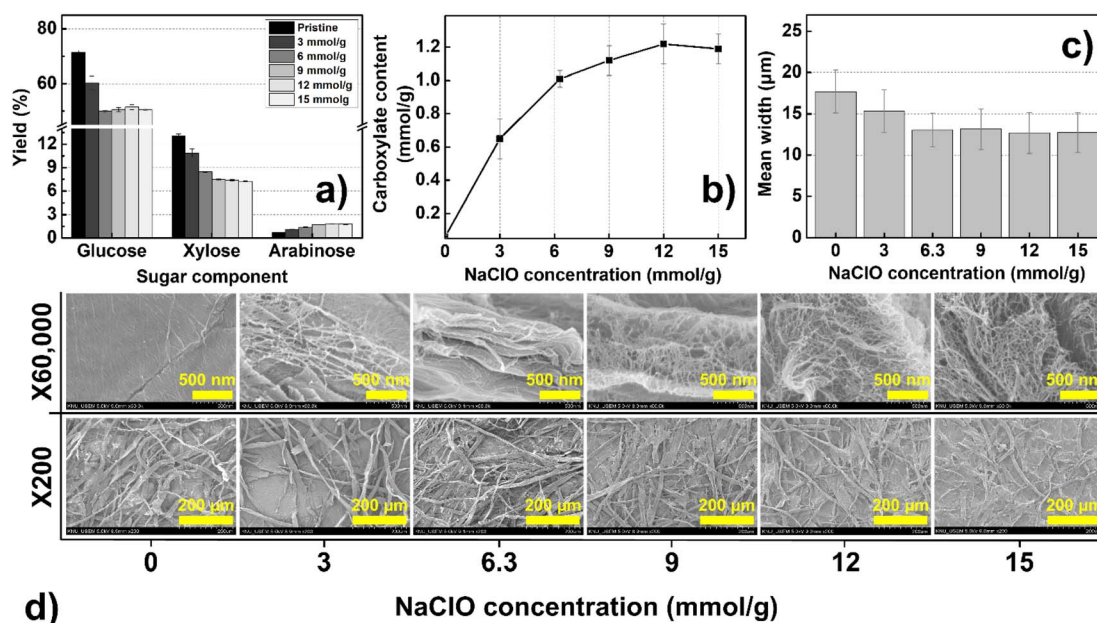 80
60
12
9
6
3
0
Yield (%)
Pristine
3 mmol/g
6 mmol/g
9 mmol/g
12 mmol/g
15 mmolg
a)
Glucose Xylose Arabinose
Sugar component
1.2
1.0
0.8
0.6
0.4
0.2
Carboxylate content
(mmol/g)
b)
0 3 6 9 12 15
NaClO concentration (mmol/g)
25
20
15
10
5
0
Mean width (µm)
c)
0 3 6.3 9 12 15
NaClO concentration (mmol/g)
X60,000
500 nm 500 nm 500 nm 500 nm 500 nm 500 nm
X200
200 µm 200 µm 200 µm 200 µm 200 µm 200 µm
0 3 6.3 9 12 15
d)
NaClO concentration (mmol/g)